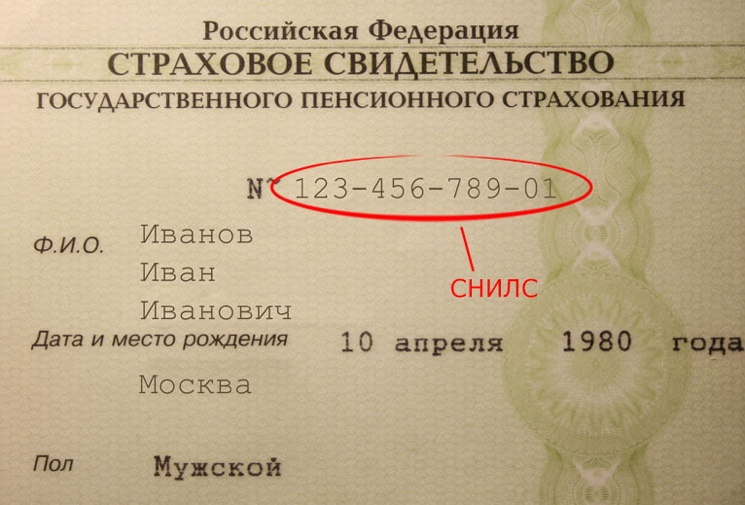 Российская Федерация
СТРАХОВОЕ СВИДЕТЕЛЬСТВО
ГОСУДАРСТВЕННОГО ПЕНСИОННОГО СТРАХОВАНИЯ
№ 123-456-789-01
СНИЛС
Ф.И.О. Иванов
Иван
Иванович
Дата и место рождения 10 апреля 1980 года
Москва
Пол Мужской